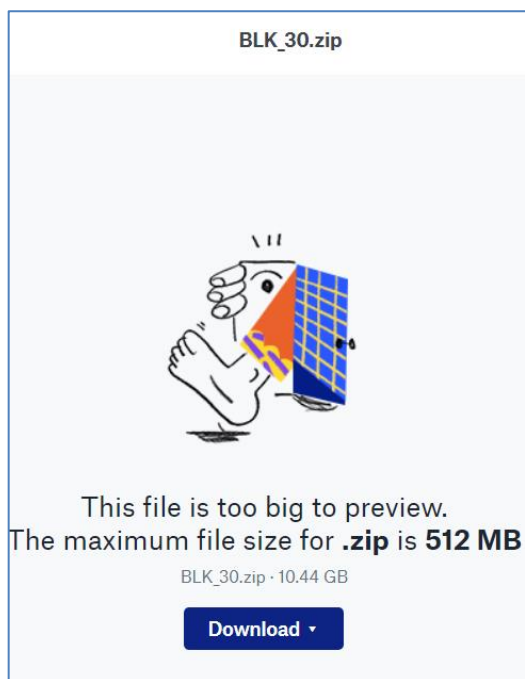 BLK_30.zip
This file is too big to preview.
The maximum file size for .zip is 512 MB
BLK_30.zip · 10.44 GB
Download